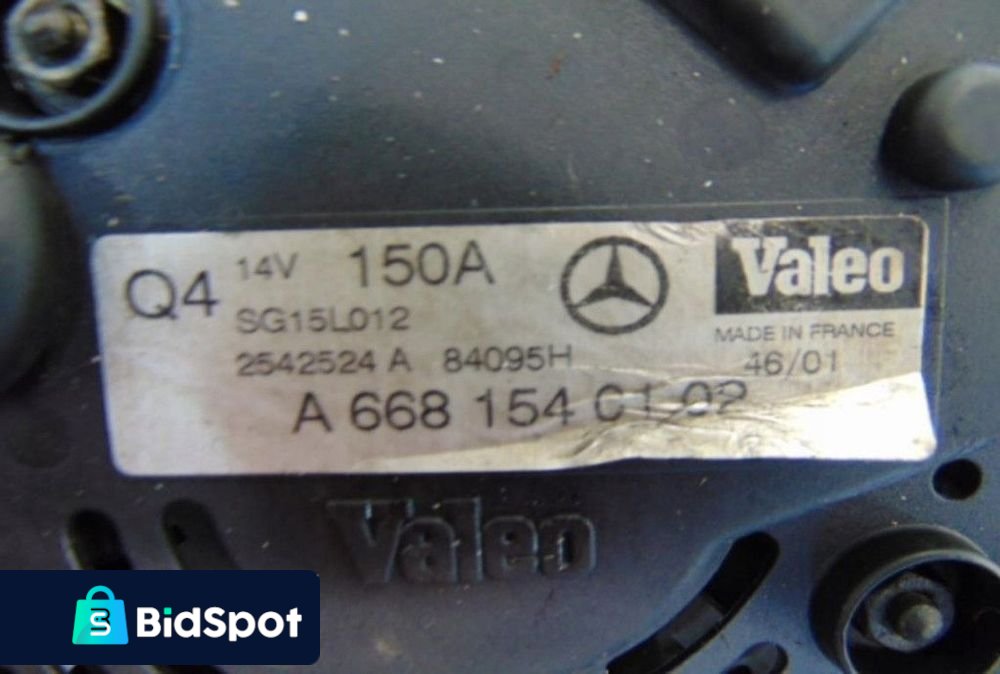 Q4 14V 150A Valeo
SG15L012
MADE IN FRANCE
2542524 A 84095H 46/01
A 668 154 01 02
Valeo
BidSpot